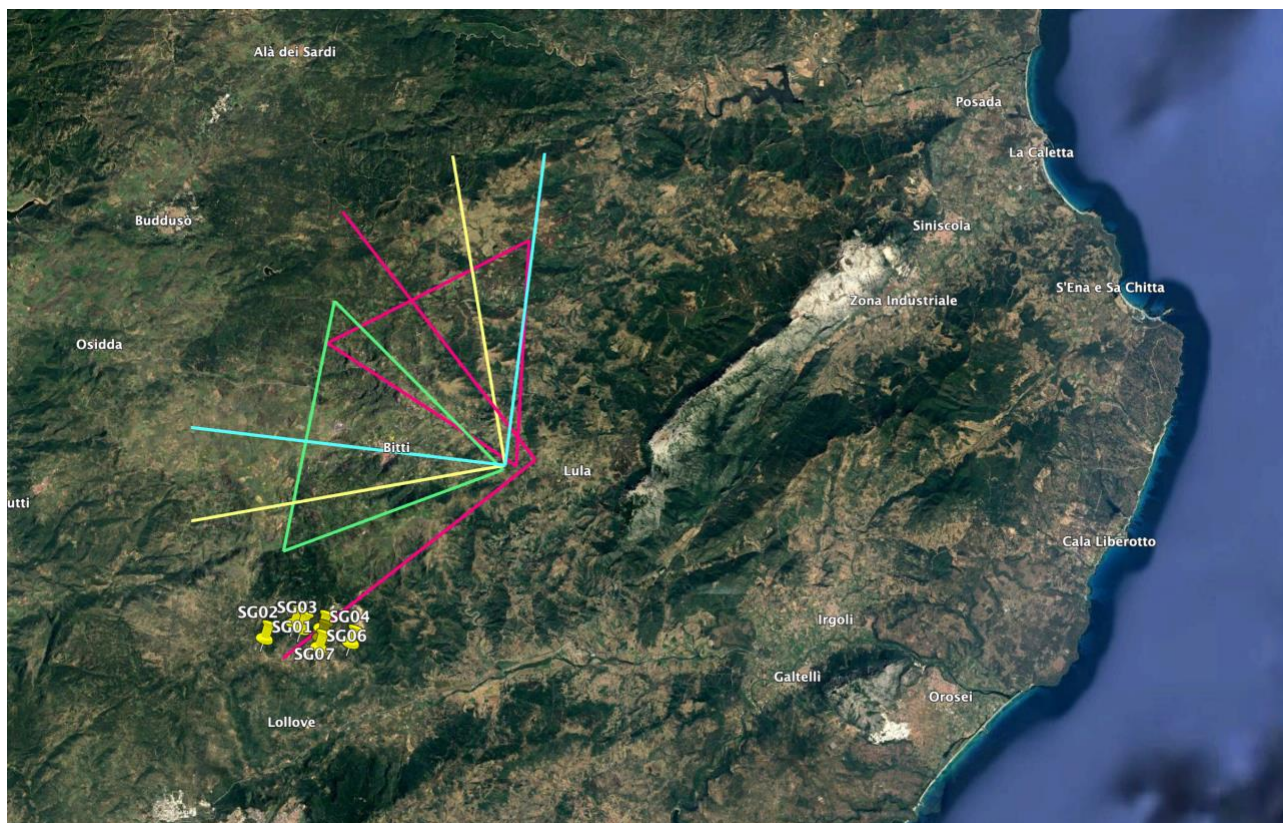 Alà dei Sardi
Posada
La Caletta
Buddusò
Siniscola
S'Ena e Sa Chitta
Zona Industriale
Osidda
Bitti
Lula
utti
Cala Liberotto
SG02 SG03
SG04
SG01
SG06
SG07
Irgoli
Galtellì
Orosei
Lollove